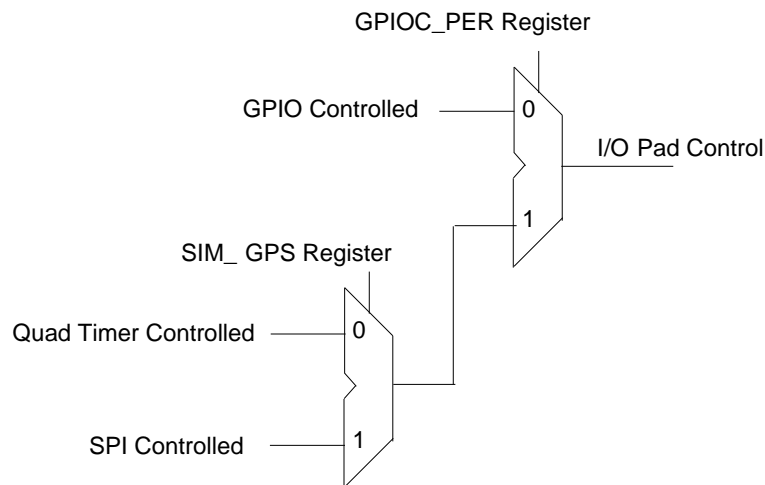 GPIOC_PER Register
GPIO Controlled
0
I/O Pad Control
1
SIM_ GPS Register
Quad Timer Controlled
0
SPI Controlled
1